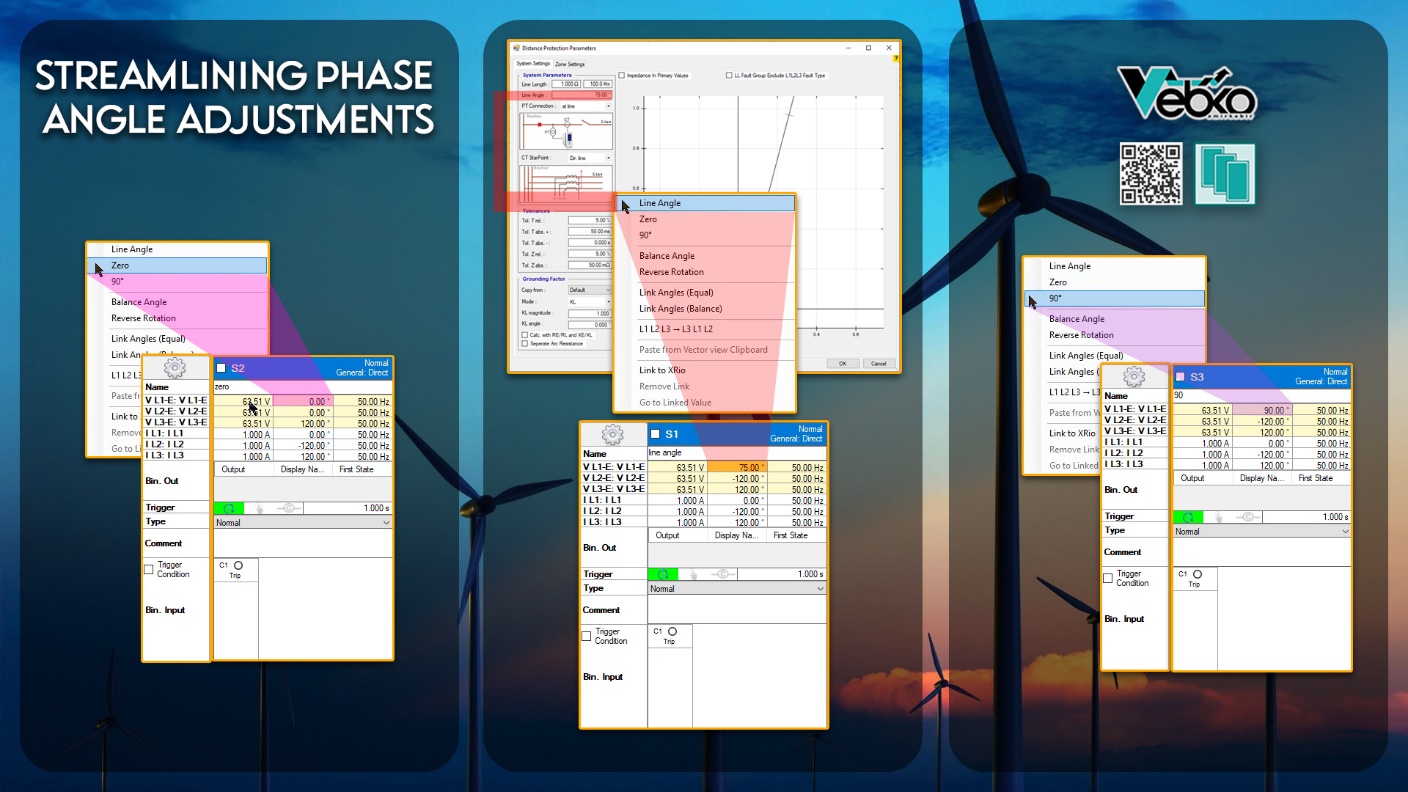 STREAMLINING PHASE
ANGLE ADJUSTMENTS
Line Angle
Zero
90°
Balance Angle
Reverse Rotation
Link Angles (Equal)
Link An
L1 L2
Paste fr
Link to
Remov
Go to Li
S2
Normal
General: Direct
Name
zero
V L1-E: V L1-E 63.51 V 0.00 ° 50.00 Hz
V L2-E: V L2-E 63.51 V 0.00 ° 50.00 Hz
V L3-E: V L3-E 63.51 V 120.00 ° 50.00 Hz
I L1: I L1 1.000 A 0.00 ° 50.00 Hz
I L2: I L2 1.000 A -120.00 ° 50.00 Hz
I L3: I L3 1.000 A 120.00 ° 50.00 Hz
Output Display Na... First State
Bin. Out
Trigger 1.000 s
Type Normal
Comment
Trigger
Condition
C1
Trip
Bin. Input
Distance Protection Parameters
System Settings Zone Settings
System Parameters
Line Length : 1.000 Ω 100.0 Km
Line Angle : 75.00
PT Connection : at line
CT StarPoint : Dir. line
Impedance In Primary Values
LL Fault Group Exclude L1L2L3 Fault Type
1.0
0.8
0.6
0.4 0.6
Tolerances
Tol. T rel. : 5.00 %
Tol. T abs. + : 50.00 ms
Tol. T abs. - : 0.000 s
Tol. Z rel. : 5.00 %
Tol. Z abs. : 50.00 mΩ
Grounding Factor
Copy from : Default
Mode : KL
KL magnitude : 1.000
KL angle : 0.000 °
Calc. with RE/RL and XE/XL
Seperate Arc Resistance
OK Cancel
Line Angle
Zero
90°
Balance Angle
Reverse Rotation
Link Angles (Equal)
Link Angles (Balance)
L1 L2 L3 → L3 L1 L2
Paste from Vector view Clipboard
Link to XRio
Remove Link
Go to Linked Value
S1
Normal
General: Direct
Name
line angle
V L1-E: V L1-E 63.51 V 75.00 ° 50.00 Hz
V L2-E: V L2-E 63.51 V -120.00 ° 50.00 Hz
V L3-E: V L3-E 63.51 V 120.00 ° 50.00 Hz
I L1: I L1 1.000 A 0.00 ° 50.00 Hz
I L2: I L2 1.000 A -120.00 ° 50.00 Hz
I L3: I L3 1.000 A 120.00 ° 50.00 Hz
Output Display Na... First State
Bin. Out
Trigger 1.000 s
Type Normal
Comment
Trigger
Condition
C1
Trip
Bin. Input
Vebko
amirkabir
Line Angle
Zero
90°
Balance Angle
Reverse Rotation
Link Angles (Equal)
Link Angles (
L1 L2 L3 → L
Paste from V
Link to XRio
Remove Link
Go to Linked
S3
Normal
General: Direct
Name
90
V L1-E: V L1-E 63.51 V 90.00 ° 50.00 Hz
V L2-E: V L2-E 63.51 V -120.00 ° 50.00 Hz
V L3-E: V L3-E 63.51 V 120.00 ° 50.00 Hz
I L1: I L1 1.000 A 0.00 ° 50.00 Hz
I L2: I L2 1.000 A -120.00 ° 50.00 Hz
I L3: I L3 1.000 A 120.00 ° 50.00 Hz
Output Display Na... First State
Bin. Out
Trigger 1.000 s
Type Normal
Comment
Trigger
Condition
C1
Trip
Bin. Input